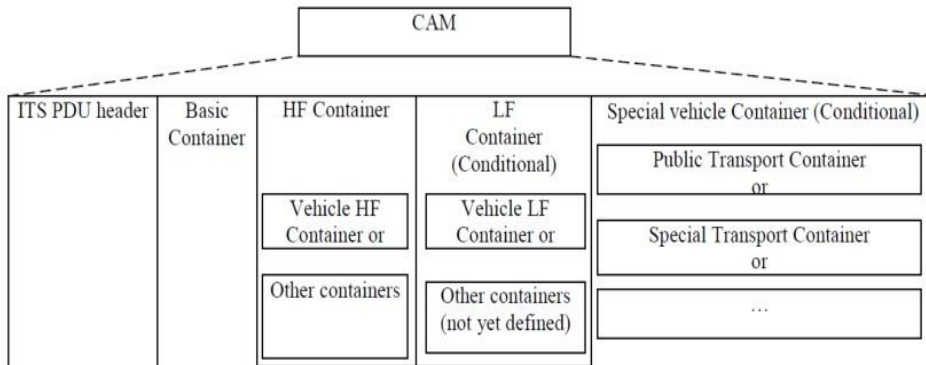 CAM
ITS PDU header
Basic
Container
HF Container
Vehicle HF
Container or
Other containers
LF
Container
(Conditional)
Vehicle LF
Container or
Other containers
(not yet defined)
Special vehicle Container (Conditional)
Public Transport Container
or
Special Transport Container
or
…